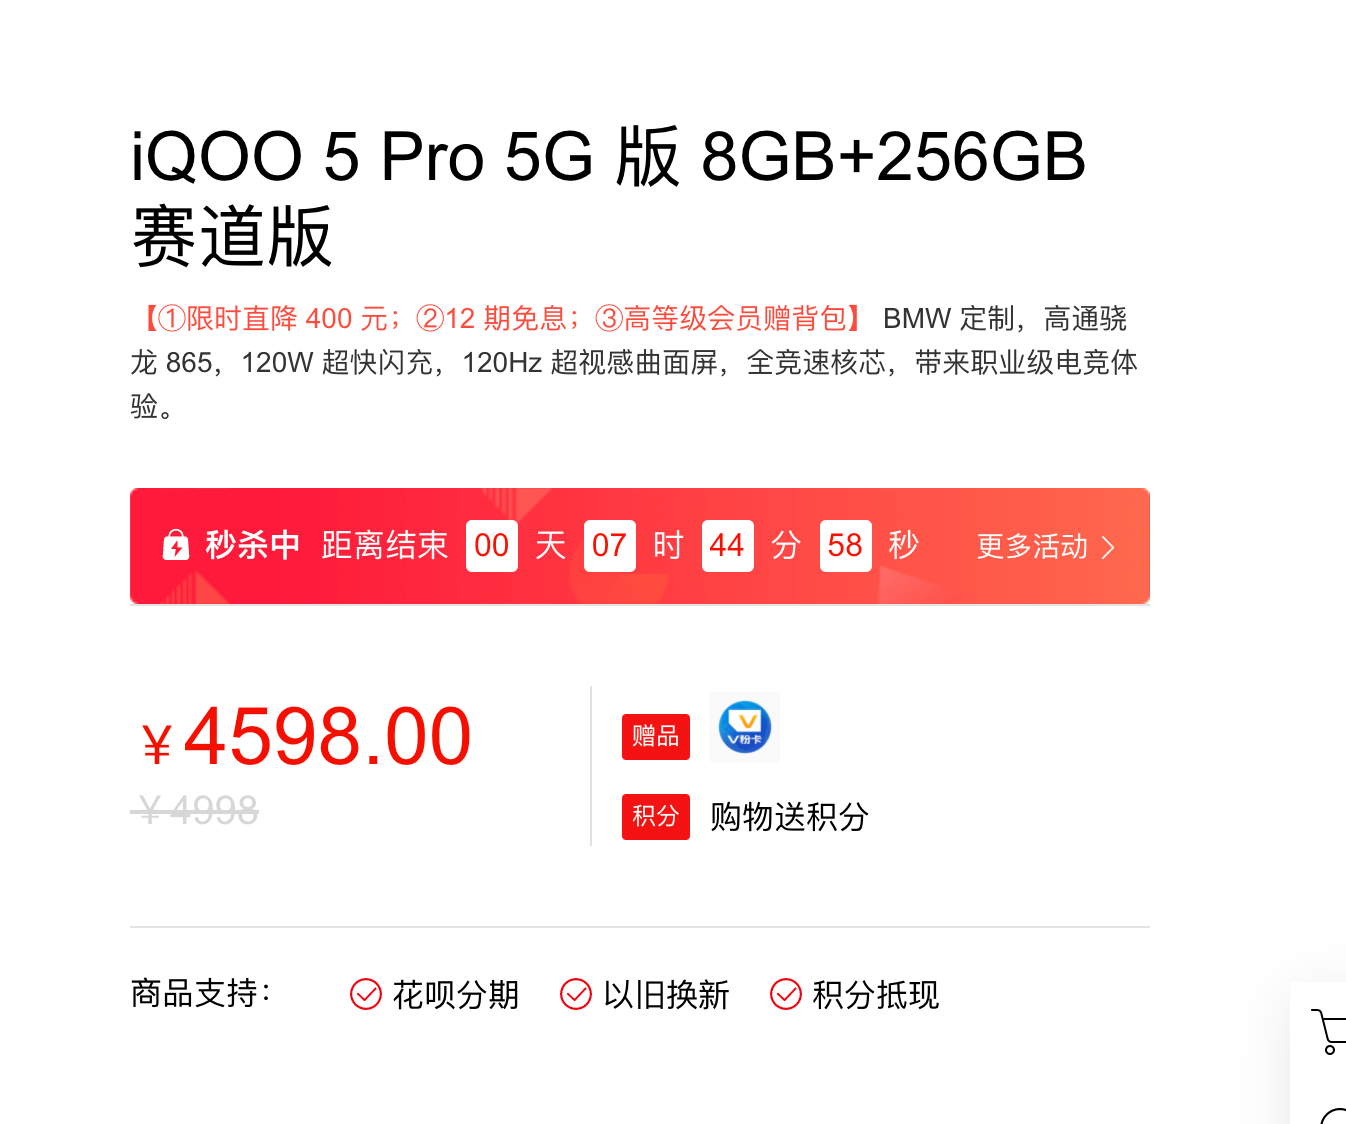 iQOO 5 Pro 5G 版 8GB+256GB
赛道版
【①限时直降 400 元；②12 期免息；③高等级会员赠背包】 BMW 定制，高通骁
龙 865，120W 超快闪充，120Hz 超视感曲面屏，全竞速核芯，带来职业级电竞体
验。
秒杀中 距离结束 00 天 07 时 44 分 58 秒 更多活动
￥4598.00
￥4998
赠品 V粉卡
积分 购物送积分
商品支持： 花呗分期 以旧换新 积分抵现